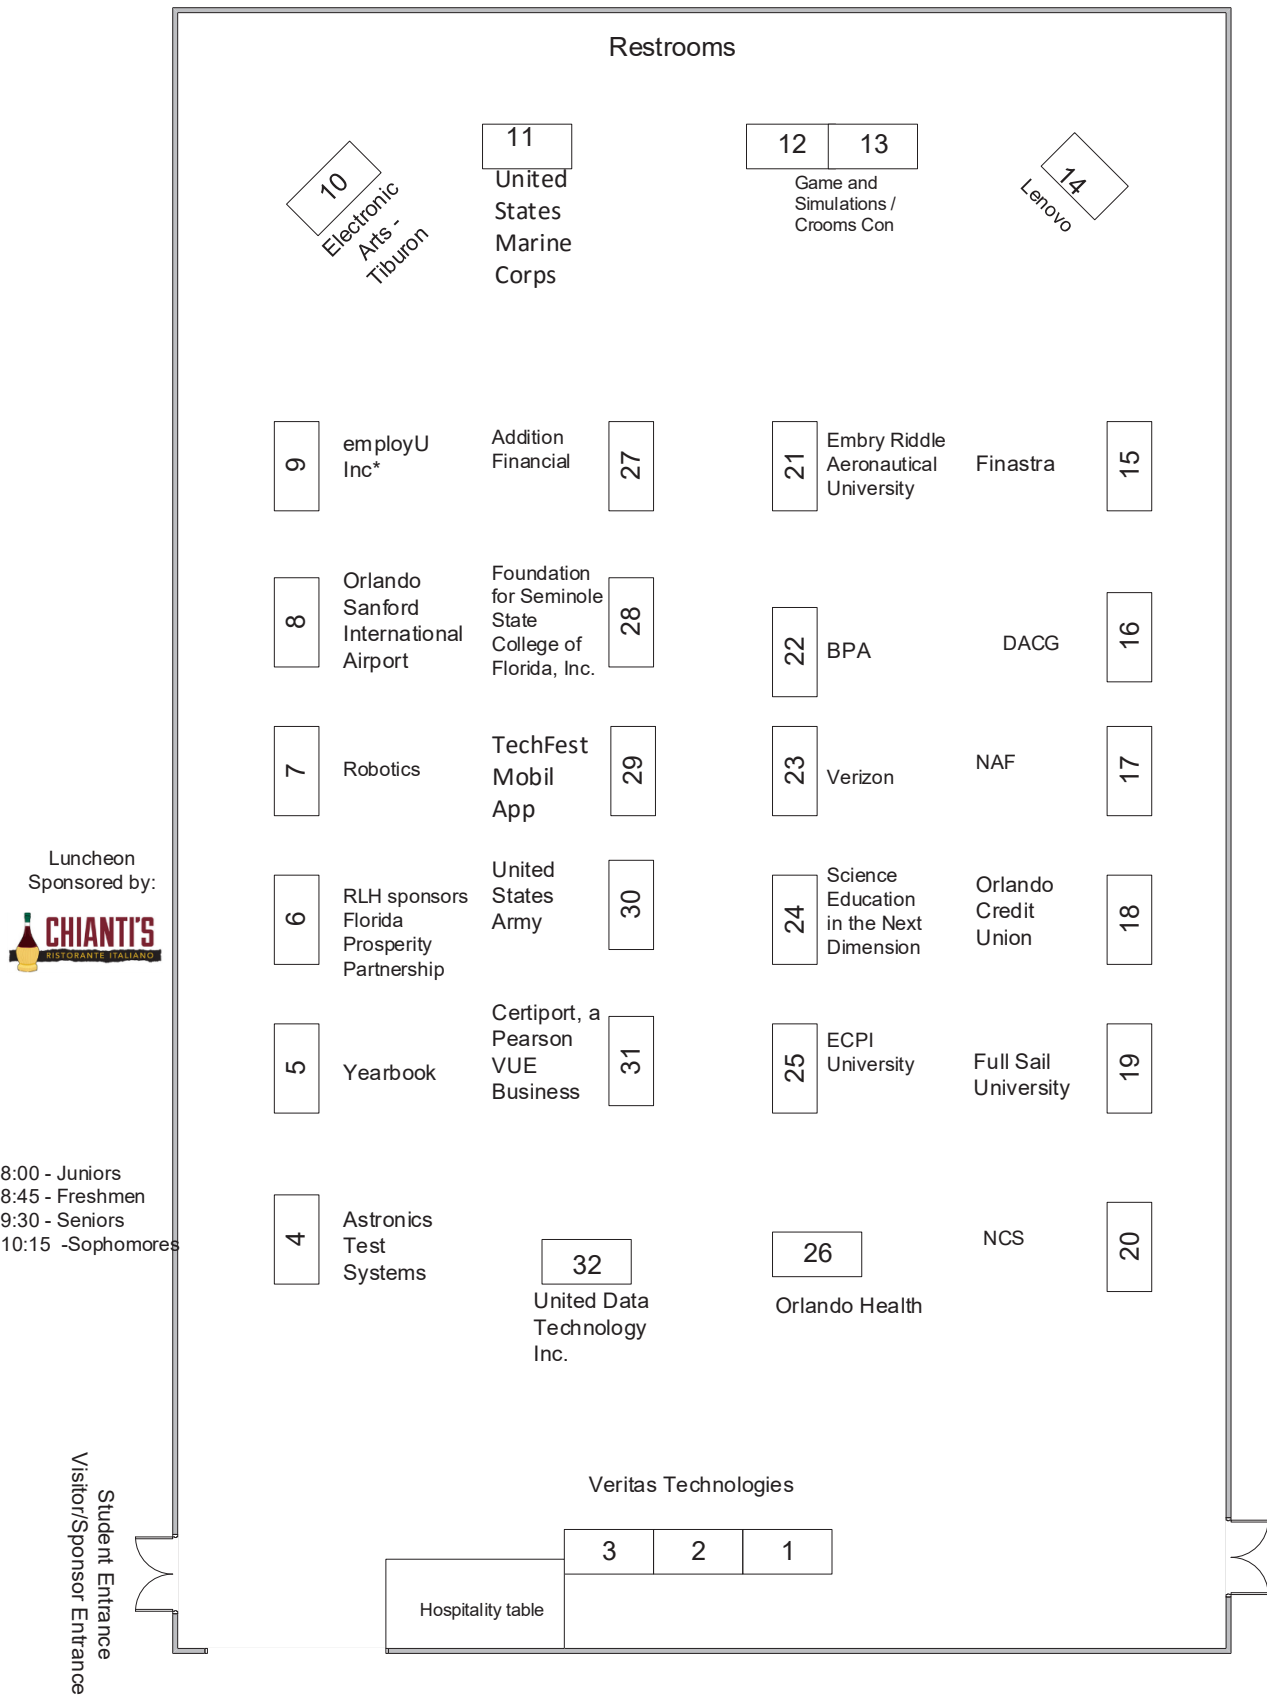 Restrooms
10
Electronic
Arts -
Tiburon
11
United
States
Marine
Corps
12
13
Game and
Simulations /
Crooms Con
14
Lenovo
9
employU
Inc*
Addition
Financial
27
21
Embry Riddle
Aeronautical
University
Finastra
15
8
Orlando
Sanford
International
Airport
Foundation
for Seminole
State
College of
Florida, Inc.
28
22
BPA
DACG
16
7
Robotics
TechFest
Mobil
App
29
23
Verizon
NAF
17
Luncheon
Sponsored by:
CHIANTI'S
RISTORANTE ITALIANO
6
RLH sponsors
Florida
Prosperity
Partnership
United
States
Army
30
24
Science
Education
in the Next
Dimension
Orlando
Credit
Union
18
5
Yearbook
Certiport, a
Pearson
VUE
Business
31
25
ECPI
University
Full Sail
University
19
8:00 - Juniors
8:45 - Freshmen
9:30 - Seniors
10:15  -Sophomores
4
Astronics
Test
Systems
32
United Data
Technology
Inc.
26
Orlando Health
NCS
20
Student Entrance
Visitor/Sponsor Entrance
Veritas Technologies
3
2
1
Hospitality table